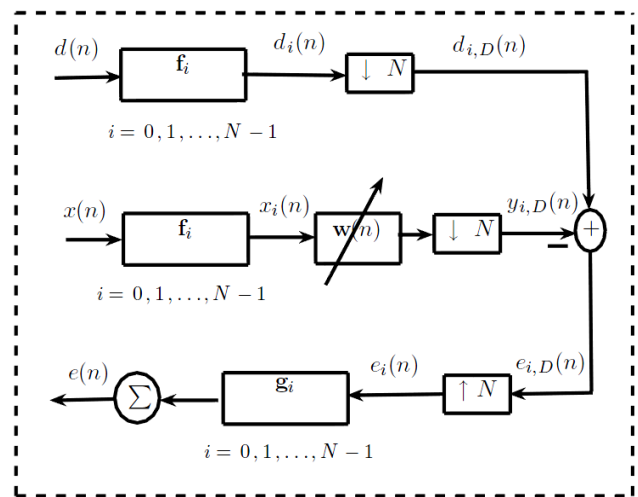 d(n) f_i d_i(n) ↓ N d_{i,D}(n)
i = 0, 1, ..., N − 1
x(n) f_i x_i(n) w(n) ↓ N y_{i,D}(n) +
−
i = 0, 1, ..., N − 1
e(n) Σ g_i e_i(n) ↑ N e_{i,D}(n)
i = 0, 1, ..., N − 1